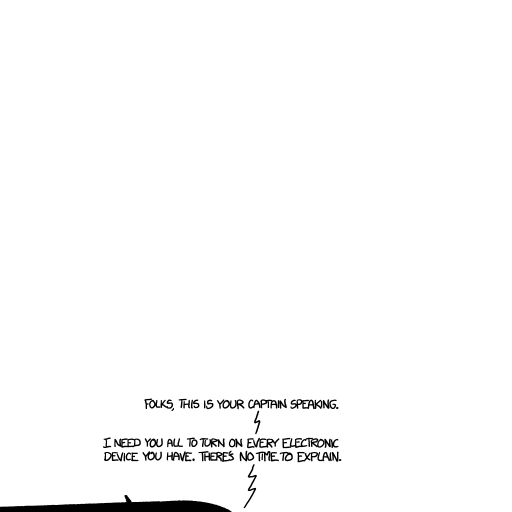 FOLKS, THIS IS YOUR CAPTAIN SPEAKING.
I NEED YOU ALL TO TURN ON EVERY ELECTRONIC
DEVICE YOU HAVE. THERE'S NO TIME TO EXPLAIN.